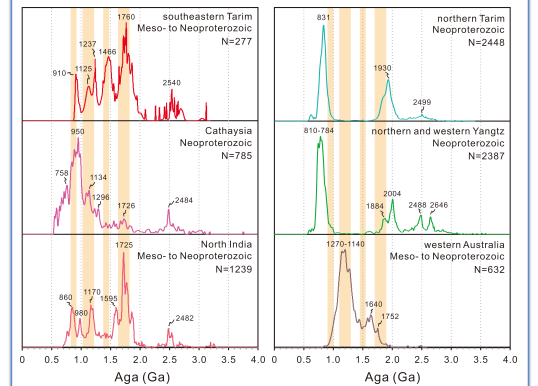 southeastern Tarim
Meso- to Neoproterozoic
N=277
910
1125
1237
1466
1760
2540
Cathaysia
Neoproterozoic
N=785
758
950
1134
1296
1726
2484
North India
Meso- to Neoproterozoic
N=1239
860
980
1170
1595
1725
2482
0 .5 1.0 1.5 2.0 2.5 3.0 3.5 4.0
Aga (Ga)
northern Tarim
Neoproterozoic
N=2448
831
1930
2499
northern and western Yangtz
Neoproterozoic
N=2387
810-784
1884
2004
2488
2646
western Australia
Meso- to Neoproterozoic
N=632
1270-1140
1640
1752
0 .5 1.0 1.5 2.0 2.5 3.0 3.5 4.0
Aga (Ga)